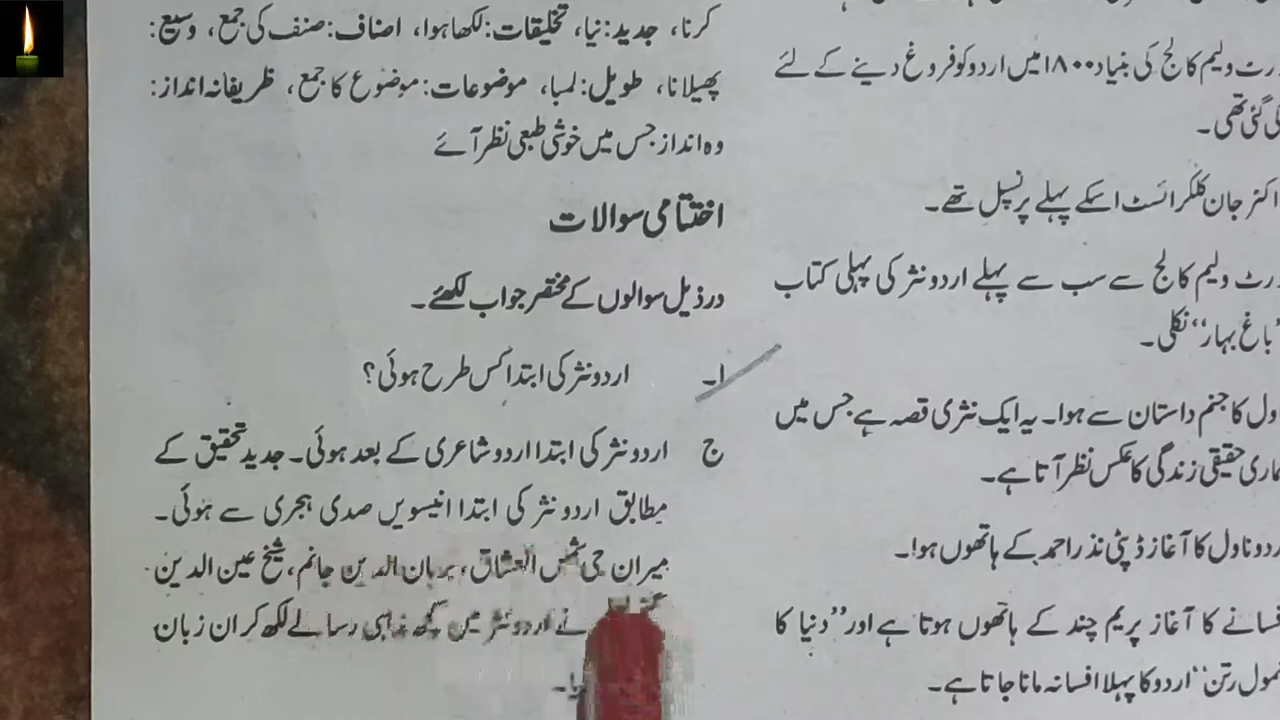 رٹ ولیم کالج کی بنیاد ۱۸۰۰ میں اردو کو فروغ دینے کے لئے
گئی تھی۔
اکٹر جان گلکرائسٹ اسکے پہلے پرنسپل تھے۔
رٹ ولیم کالج سے سب سے پہلے اردو نثر کی پہلی کتاب
''باغ بہار'' نکلی۔
ول کا جنم داستان سے ہوا۔ یہ ایک نثری قصہ ہے جس میں
ماری حقیقی زندگی کا عکس نظر آتا ہے۔
ردو ناول کا آغاز ڈپٹی نذر احمد کے ہاتھوں ہوا۔
فسانے کا آغاز پریم چند کے ہاتھوں ہوتا ہے اور ''دنیا کا
مول رتن'' اردو کا پہلا افسانہ مانا جاتا ہے۔
کرنا، جدید: نیا، تخلیقات: لکھا ہوا، اصناف: صنف کی جمع، وسیع:
پھیلانا، طویل: لمبا، موضوعات: موضوع کا جمع، ظریفانہ انداز:
وہ انداز جس میں خوشی طبعی نظر آئے
اختتامی سوالات
درذیل سوالوں کے مختصر جواب لکھئے۔
۱۔ اردو نثر کی ابتدا کس طرح ہوئی؟
ج اردو نثر کی ابتدا اردو شاعری کے بعد ہوئی۔ جدید تحقیق کے
مطابق اردو نثر کی ابتدا انیسویں صدی ہجری سے ہوئی۔
میران جی شمس العشاق، برہان الدین جانم، شیخ عین الدین
نے اردو نثر میں کچھ مذہبی رسالے لکھ کر ان زبان